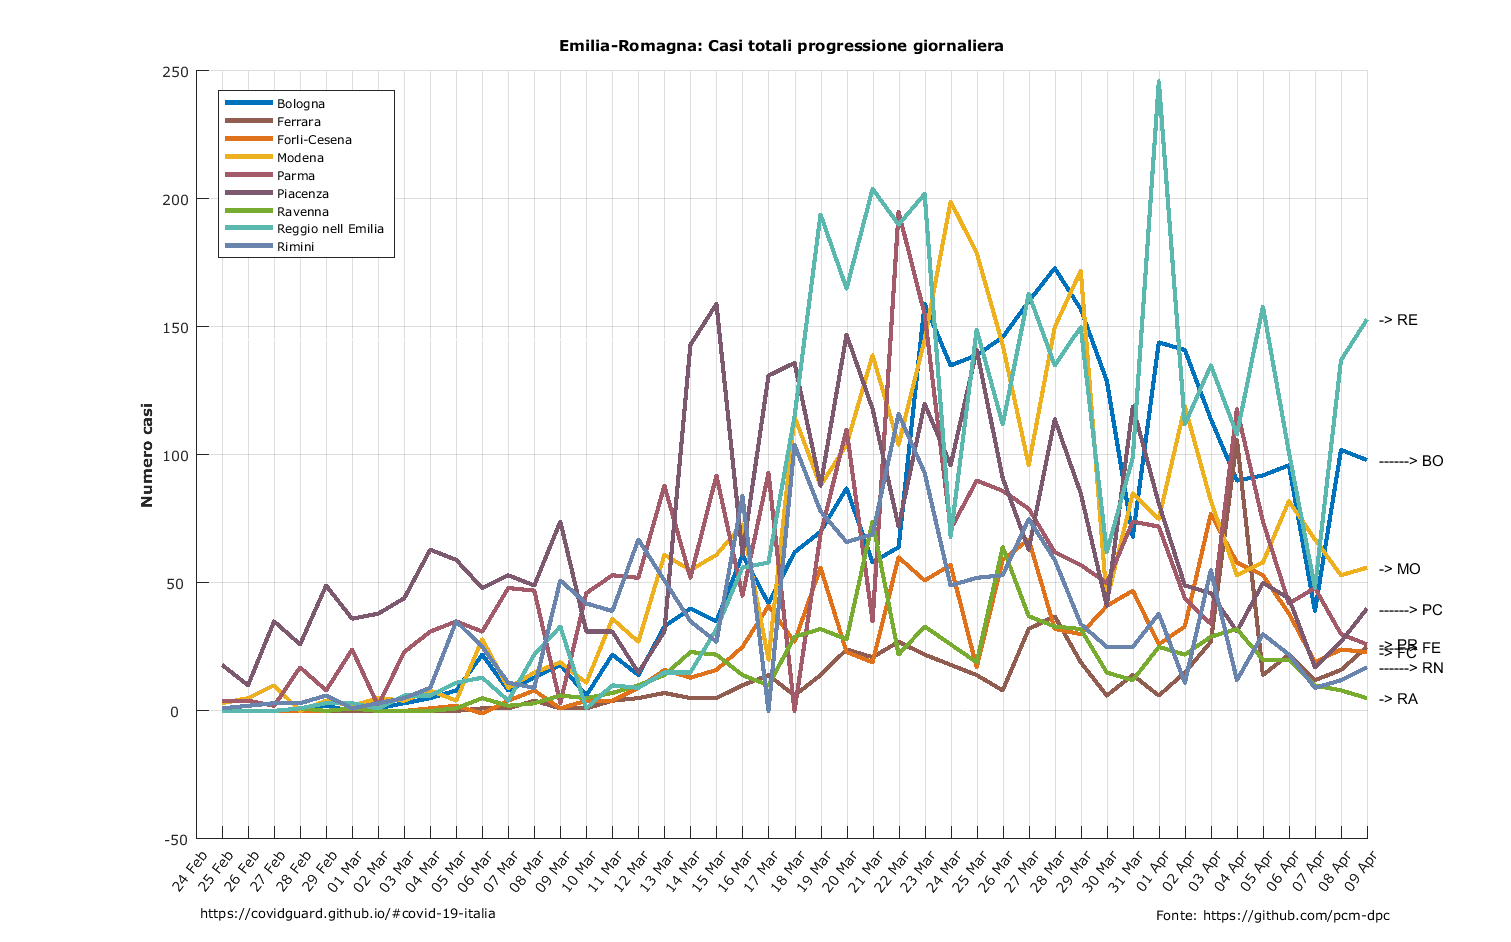 Emilia-Romagna: Casi totali progressione giornaliera
Numero casi
250
200
150
100
50
0
-50
Bologna
Ferrara
Forli-Cesena
Modena
Parma
Piacenza
Ravenna
Reggio nell Emilia
Rimini
-> RE
------> BO
-> MO
------> PC
-> PR
------> FE
-> FC
------> RN
-> RA
24 Feb
25 Feb
26 Feb
27 Feb
28 Feb
29 Feb
01 Mar
02 Mar
03 Mar
04 Mar
05 Mar
06 Mar
07 Mar
08 Mar
09 Mar
10 Mar
11 Mar
12 Mar
13 Mar
14 Mar
15 Mar
16 Mar
17 Mar
18 Mar
19 Mar
20 Mar
21 Mar
22 Mar
23 Mar
24 Mar
25 Mar
26 Mar
27 Mar
28 Mar
29 Mar
30 Mar
31 Mar
01 Apr
02 Apr
03 Apr
04 Apr
05 Apr
06 Apr
07 Apr
08 Apr
09 Apr
https://covidguard.github.io/#covid-19-italia
Fonte: https://github.com/pcm-dpc